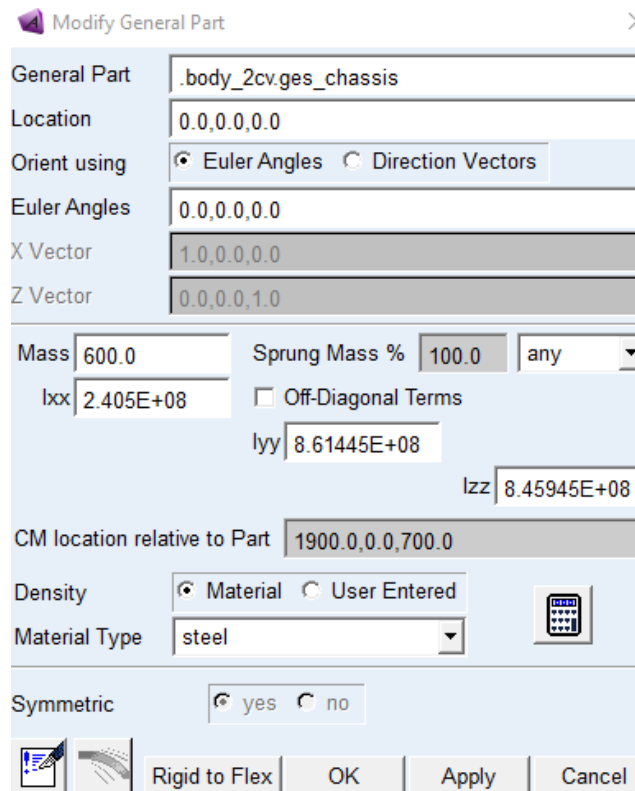 Modify General Part
General Part .body_2cv.ges_chassis
Location 0.0,0.0,0.0
Orient using Euler Angles Direction Vectors
Euler Angles 0.0,0.0,0.0
X Vector 1.0,0.0,0.0
Z Vector 0.0,0.0,1.0
Mass 600.0 Sprung Mass % 100.0 any
Ixx 2.405E+08 Off-Diagonal Terms
Iyy 8.61445E+08
Izz 8.45945E+08
CM location relative to Part 1900.0,0.0,700.0
Density Material User Entered
Material Type steel
Symmetric yes no
Rigid to Flex OK Apply Cancel